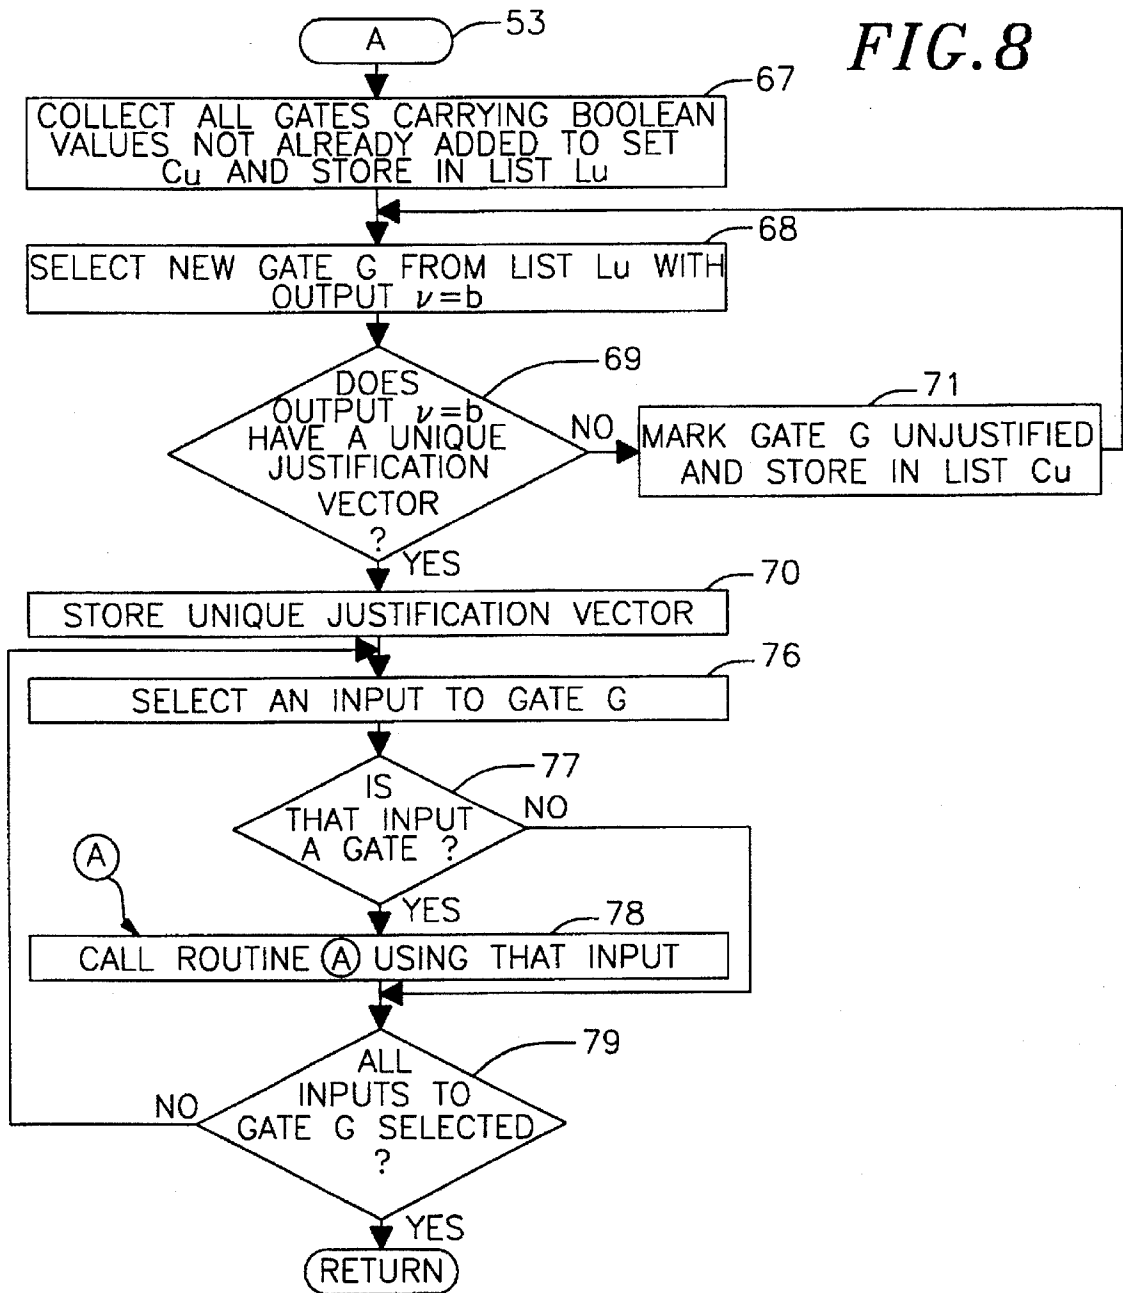 FIG.8
A
53
67
COLLECT ALL GATES CARRYING BOOLEAN
VALUES NOT ALREADY ADDED TO SET
Cu AND STORE IN LIST Lu
68
SELECT NEW GATE G FROM LIST Lu WITH
OUTPUT ν=b
69
DOES
OUTPUT ν=b
HAVE A UNIQUE
JUSTIFICATION
VECTOR
?
NO
71
MARK GATE G UNJUSTIFIED
AND STORE IN LIST Cu
YES
70
STORE UNIQUE JUSTIFICATION VECTOR
76
SELECT AN INPUT TO GATE G
77
IS
THAT INPUT
A GATE ?
NO
A
YES
78
CALL ROUTINE A USING THAT INPUT
79
ALL
INPUTS TO
GATE G SELECTED
?
NO
YES
RETURN